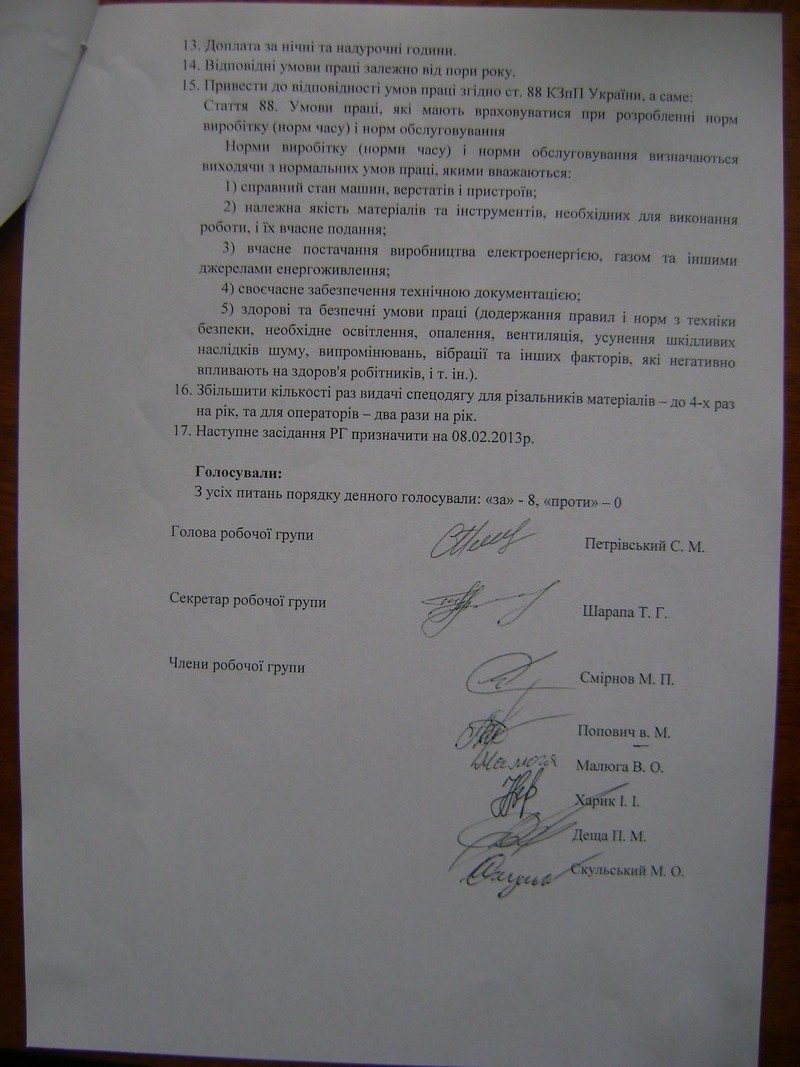 13. Доплата за нічні та надурочні години.
14. Відповідні умови праці залежно від пори року.
15. Привести до відповідності умов праці згідно ст. 88 КЗпП України, а саме:
Стаття 88. Умови праці, які мають враховуватися при розробленні норм
виробітку (норм часу) і норм обслуговування
Норми виробітку (норми часу) і норми обслуговування визначаються
виходячи з нормальних умов праці, якими вважаються:
1) справний стан машин, верстатів і пристроїв;
2) належна якість матеріалів та інструментів, необхідних для виконання
роботи, і їх вчасне подання;
3) вчасне постачання виробництва електроенергією, газом та іншими
джерелами енергоживлення;
4) своєчасне забезпечення технічною документацією;
5) здорові та безпечні умови праці (додержання правил і норм з техніки
безпеки, необхідне освітлення, опалення, вентиляція, усунення шкідливих
наслідків шуму, випромінювань, вібрації та інших факторів, які негативно
впливають на здоров'я робітників, і т. ін.).
16. Збільшити кількості раз видачі спецодягу для різальників матеріалів – до 4-х раз
на рік, та для операторів – два рази на рік.
17. Наступне засідання РГ призначити на 08.02.2013р.
Голосували:
З усіх питань порядку денного голосували: «за» - 8, «проти» – 0
Голова робочої групи Петрівський С. М.
Секретар робочої групи Шарапа Т. Г.
Члени робочої групи Смірнов М. П.
Попович в. М.
Малюга Малюга В. О.
Харик І. І.
Деща П. М.
Скульський М. О.